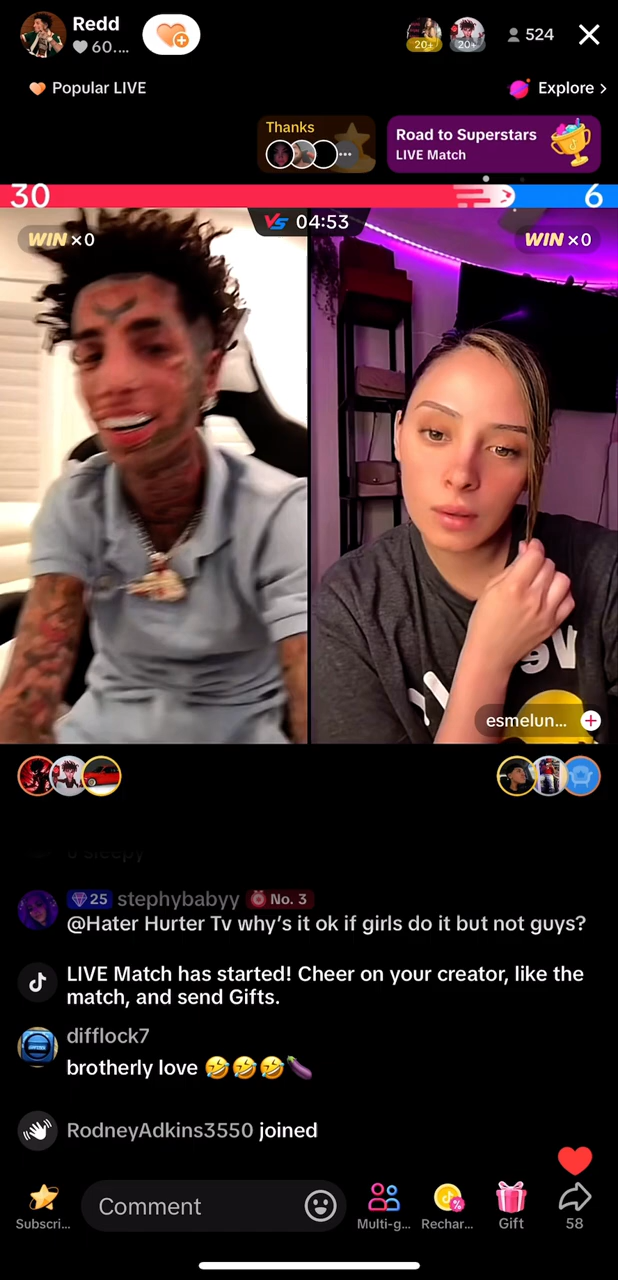 Redd
60....
20+
20+
524
Popular LIVE
Explore >
Thanks
Road to Superstars
LIVE Match
30
6
VS 04:53
WIN ×0
WIN ×0
esmelun...
25 stephybabyy No. 3
@Hater Hurter Tv why's it ok if girls do it but not guys?
LIVE Match has started! Cheer on your creator, like the
match, and send Gifts.
difflock7
brotherly love 🤣🤣🤣🍆
RodneyAdkins3550 joined
Comment
Subscri...
Multi-g...
Rechar...
Gift
58